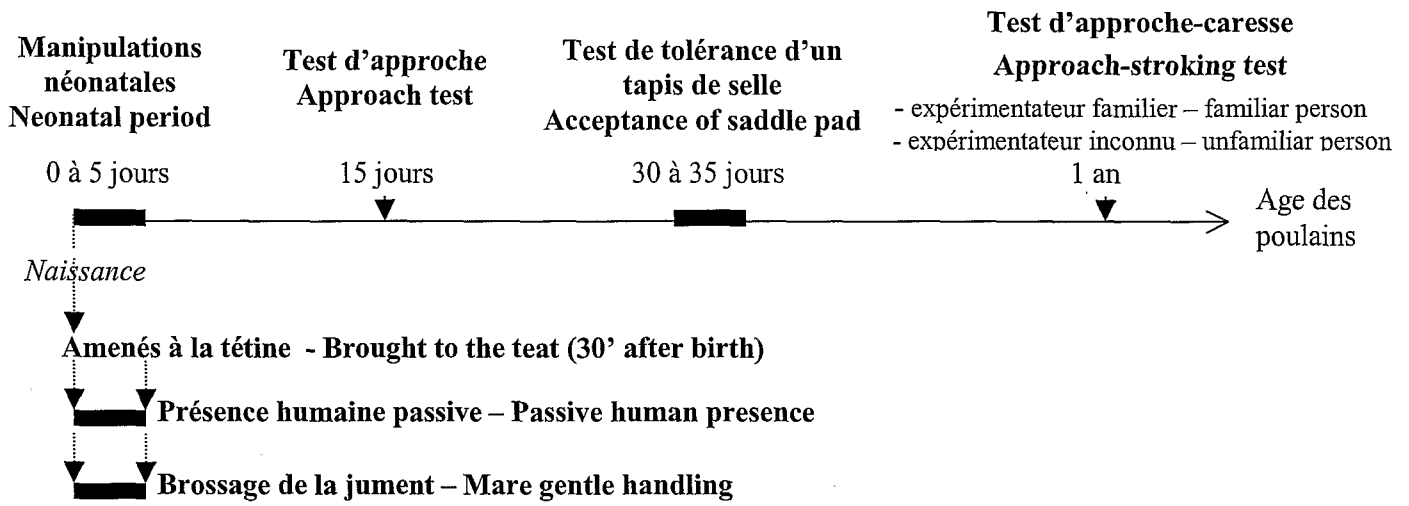 Manipulations
néonatales
Neonatal period
0 à 5 jours
Test d'approche
Approach test
15 jours
Test de tolérance d'un
tapis de selle
Acceptance of saddle pad
30 à 35 jours
Test d'approche-caresse
Approach-stroking test
- expérimentateur familier – familiar person
- expérimentateur inconnu – unfamiliar person
1 an
Age des
poulains
Naissance
Amenés à la tétine - Brought to the teat (30' after birth)
Présence humaine passive – Passive human presence
Brossage de la jument – Mare gentle handling